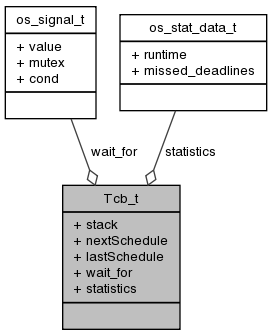 os_signal_t
+ value
+ mutex
+ cond
os_stat_data_t
+ runtime
+ missed_deadlines
wait_for
statistics
Tcb_t
+ stack
+ nextSchedule
+ lastSchedule
+ wait_for
+ statistics